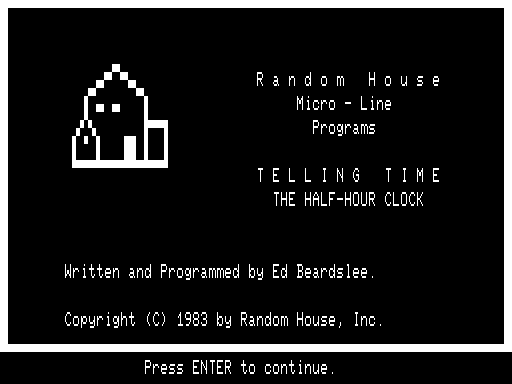 Random House
Micro - Line
Programs
TELLING TIME
THE HALF-HOUR CLOCK
Written and Programmed by Ed Beardslee.
Copyright (C) 1983 by Random House, Inc.
Press ENTER to continue.